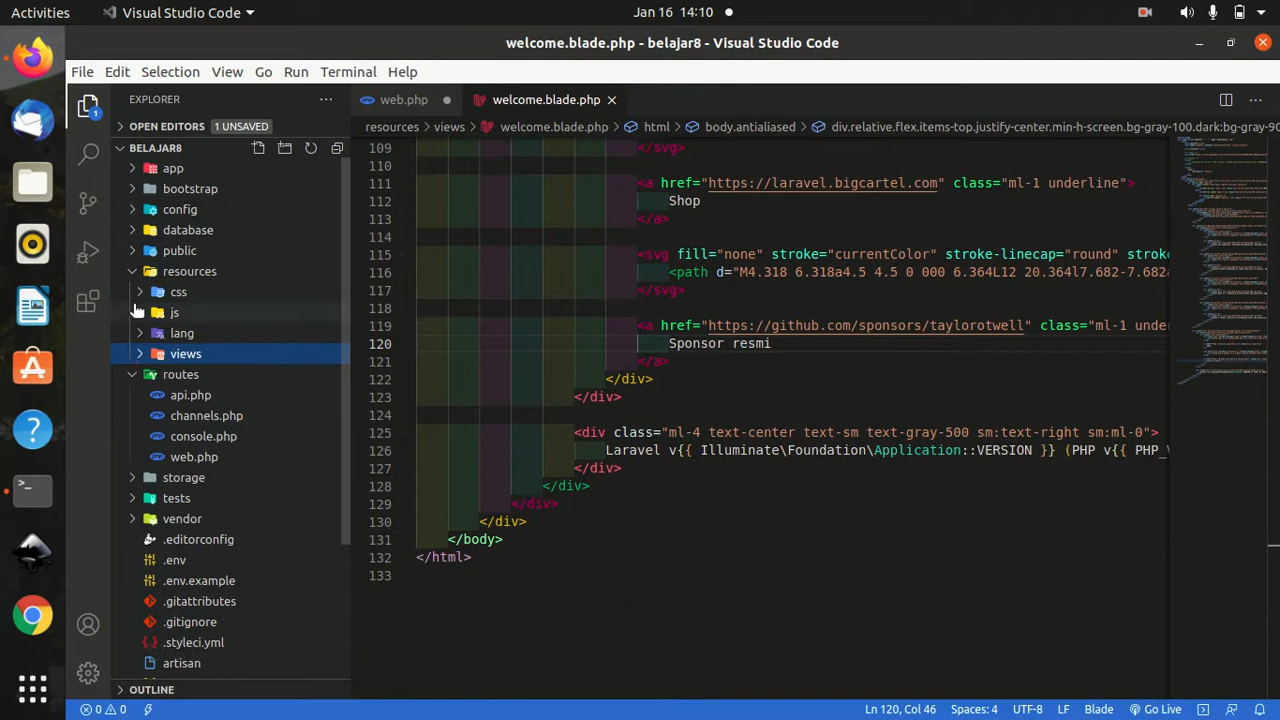 Activities
Visual Studio Code
Jan 16 14:10
welcome.blade.php - belajar8 - Visual Studio Code
File Edit Selection View Go Run Terminal Help
EXPLORER
web.php
welcome.blade.php
OPEN EDITORS 1 UNSAVED
resources views welcome.blade.php html body.antialiased div.relative.flex.items-top.justify-center.min-h-screen.bg-gray-100.dark:bg-gray-90
BELAJAR8
app
bootstrap
config
database
public
resources
css
js
lang
views
routes
api.php
channels.php
console.php
web.php
storage
tests
vendor
.editorconfig
.env
.env.example
.gitattributes
.gitignore
.styleci.yml
artisan
OUTLINE
109 </svg>
110
111 <a href="https://laravel.bigcartel.com" class="ml-1 underline">
112 Shop
113 </a>
114
115 <svg fill="none" stroke="currentColor" stroke-linecap="round" stroke
116 <path d="M4.318 6.318a4.5 4.5 0 000 6.364L12 20.364l7.682-7.682a
117 </svg>
118
119 <a href="https://github.com/sponsors/taylorotwell" class="ml-1 unde
120 Sponsor resmi
121 </a>
122 </div>
123 </div>
124
125 <div class="ml-4 text-center text-sm text-gray-500 sm:text-right sm:ml-0">
126 Laravel v{{ Illuminate\Foundation\Application::VERSION }} (PHP v{{ PHP_V
127 </div>
128 </div>
129 </div>
130 </div>
131 </body>
132 </html>
133
0 0
Ln 120, Col 46 Spaces: 4 UTF-8 LF Blade Go Live